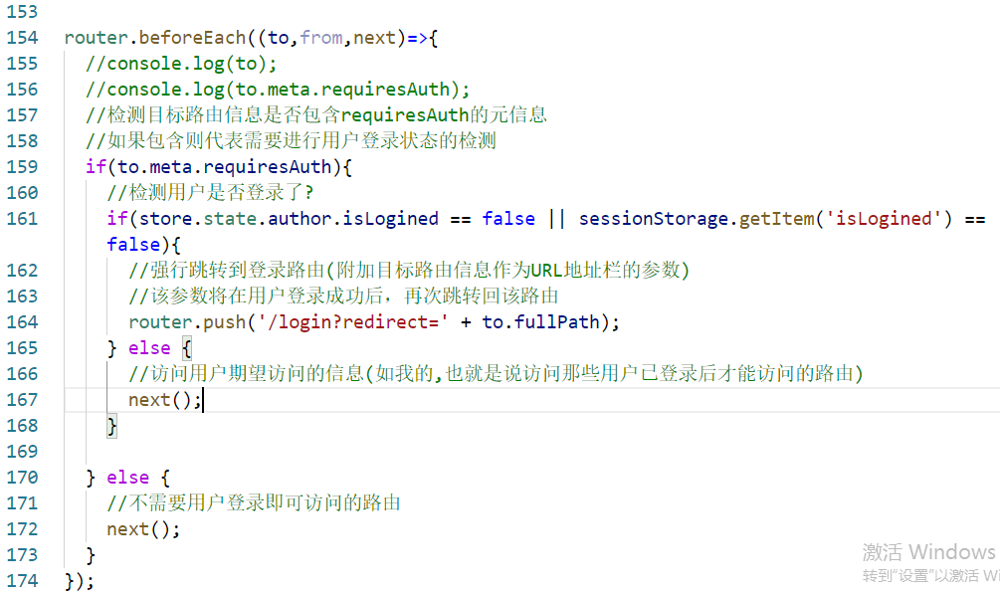 153
154 router.beforeEach((to,from,next)=>{
155 //console.log(to);
156 //console.log(to.meta.requiresAuth);
157 //检测目标路由信息是否包含requiresAuth的元信息
158 //如果包含则代表需要进行用户登录状态的检测
159 if(to.meta.requiresAuth){
160 //检测用户是否登录了?
161 if(store.state.author.isLogined == false || sessionStorage.getItem('isLogined') ==
false){
162 //强行跳转到登录路由(附加目标路由信息作为URL地址栏的参数)
163 //该参数将在用户登录成功后，再次跳转回该路由
164 router.push('/login?redirect=' + to.fullPath);
165 } else {
166 //访问用户期望访问的信息(如我的,也就是说访问那些用户已登录后才能访问的路由)
167 next();
168 }
169
170 } else {
171 //不需要用户登录即可访问的路由
172 next();
173 }
174 });
激活 Windows
转到"设置"以激活 Wi